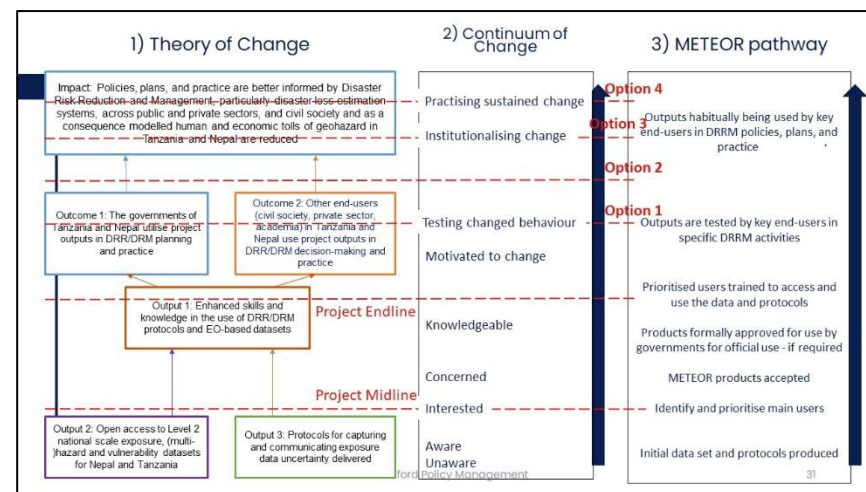 1) Theory of Change
Impact: Policies, plans, and practice are better informed by Disaster
Risk Reduction and Management, particularly disaster loss estimation
systems, across public and private sectors, and civil society and as a
consequence modelled human and economic tolls of geohazard in
Tanzania and Nepal are reduced
Outcome 1: The governments of
Tanzania and Nepal utilise project
outputs in DRR/DRM planning
and practice
Outcome 2: Other end-users
(civil society, private sector,
academia) in Tanzania and
Nepal use project outputs in
DRR/DRM decision-making and
practice
Output 1: Enhanced skills and
knowledge in the use of DRR/DRM
protocols and EO-based datasets
Project Endline
Project Midline
Output 2: Open access to Level 2
national scale exposure, (multi-
)hazard and vulnerability datasets
for Nepal and Tanzania
Output 3: Protocols for capturing
and communicating exposure
data uncertainty delivered
2) Continuum of
Change
Practising sustained change
Institutionalising change
Testing changed behaviour
Motivated to change
Knowledgeable
Concerned
Interested
Aware
Unaware
ford Policy Management
Option 4
Option 3
Option 2
Option 1
3) METEOR pathway
Outputs habitually being used by key
end-users in DRRM policies, plans, and
practice
Outputs are tested by key end-users in
specific DRRM activities
Prioritised users trained to access and
use the data and protocols
Products formally approved for use by
governments for official use - if required
METEOR products accepted
Identify and prioritise main users
Initial data set and protocols produced
31